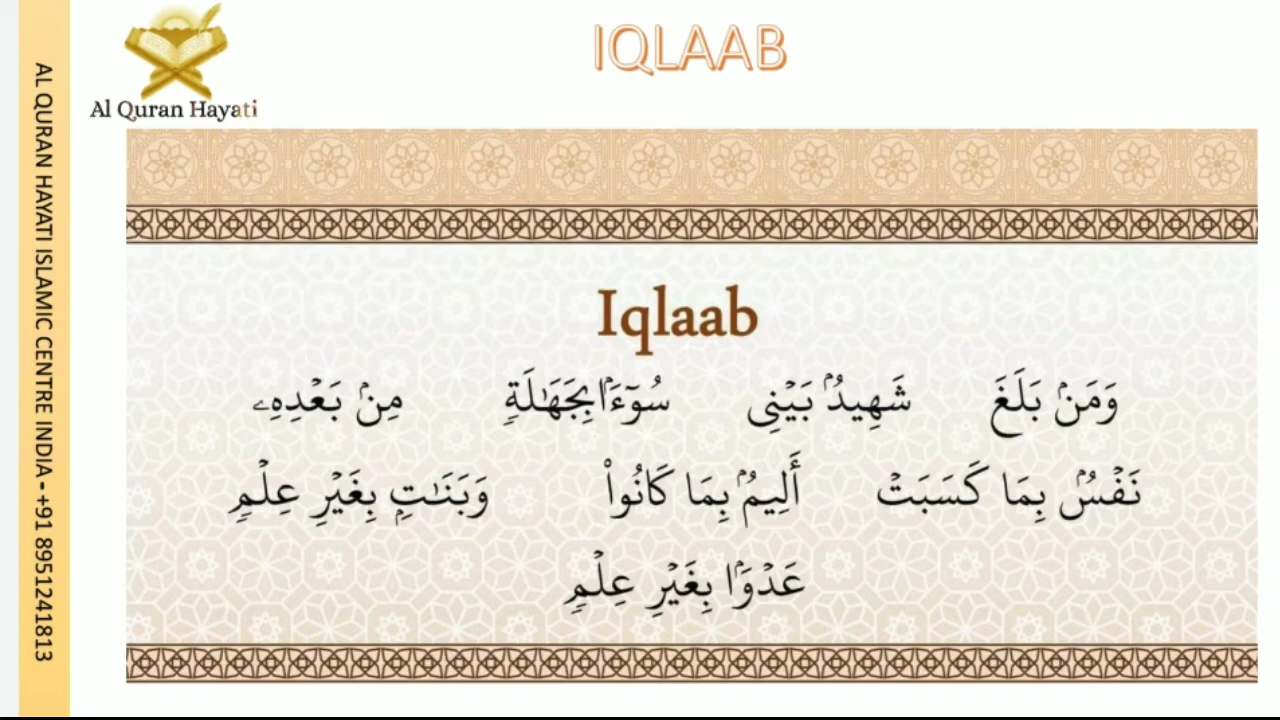 IQLAAB
Al Quran Hayati
AL QURAN HAYATI ISLAMIC CENTRE INDIA - +91 8951241813
Iqlaab
وَمَنۢ بَلَغَ شَهِيدُۢ بَيۡنِى سُوٓءَۢا بِجَهَٰلَةٖ مِنۢ بَعۡدِهِۦ
نَفۡسُۢ بِمَا كَسَبَتۡ أَلِيمُۢ بِمَا كَانُواْ وَبَنَٰتِۭ بِغَيۡرِ عِلۡمٖ
عَدۡوَۢا بِغَيۡرِ عِلۡمٖ